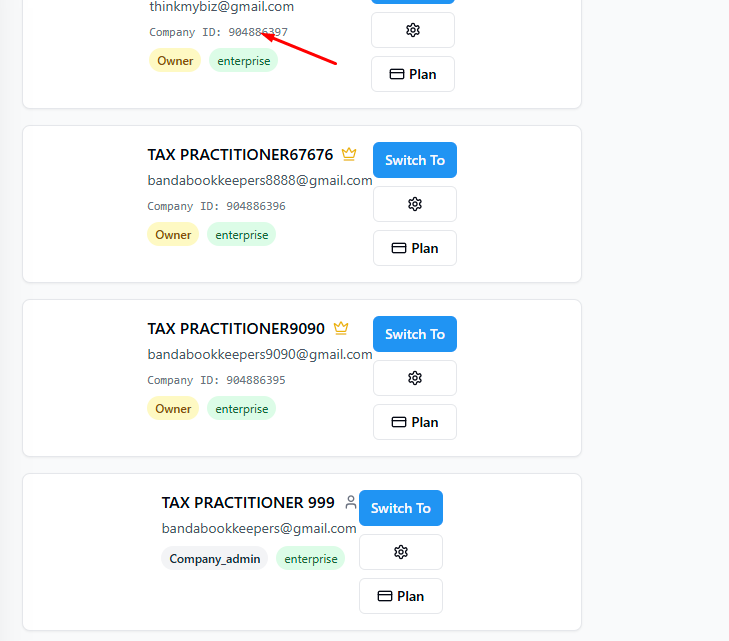 thinkmybiz@gmail.com
Company ID: 904886397
Owner enterprise
Plan
TAX PRACTITIONER67676
Switch To
bandabookkeepers8888@gmail.com
Company ID: 904886396
Owner enterprise
Plan
TAX PRACTITIONER9090
Switch To
bandabookkeepers9090@gmail.com
Company ID: 904886395
Owner enterprise
Plan
TAX PRACTITIONER 999
Switch To
bandabookkeepers@gmail.com
Company_admin enterprise
Plan